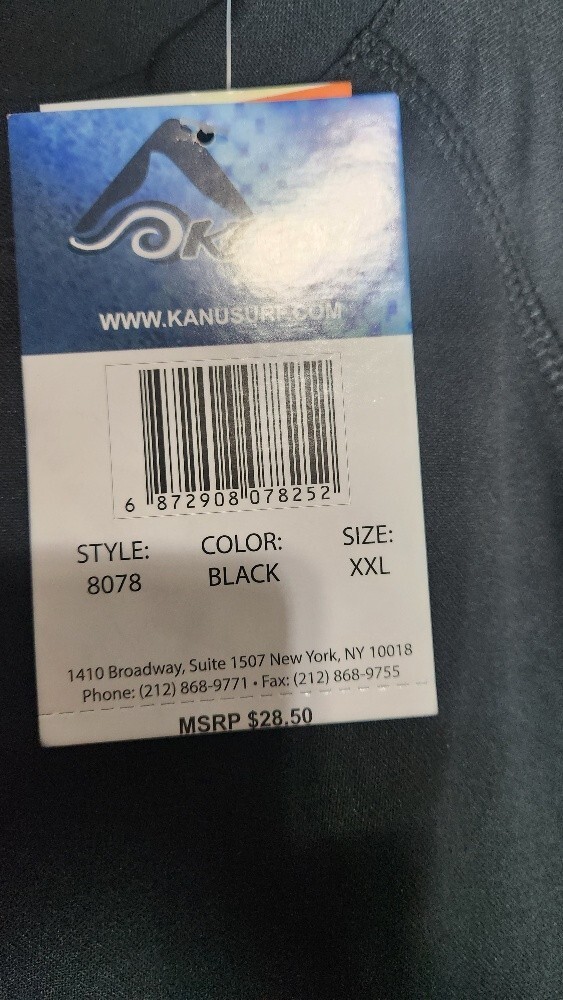 WWW.KANUSURF.COM
6 872908 078252
STYLE: COLOR: SIZE:
8078 BLACK XXL
1410 Broadway, Suite 1507 New York, NY 10018
Phone: (212) 868-9771 • Fax: (212) 868-9755
MSRP $28.50